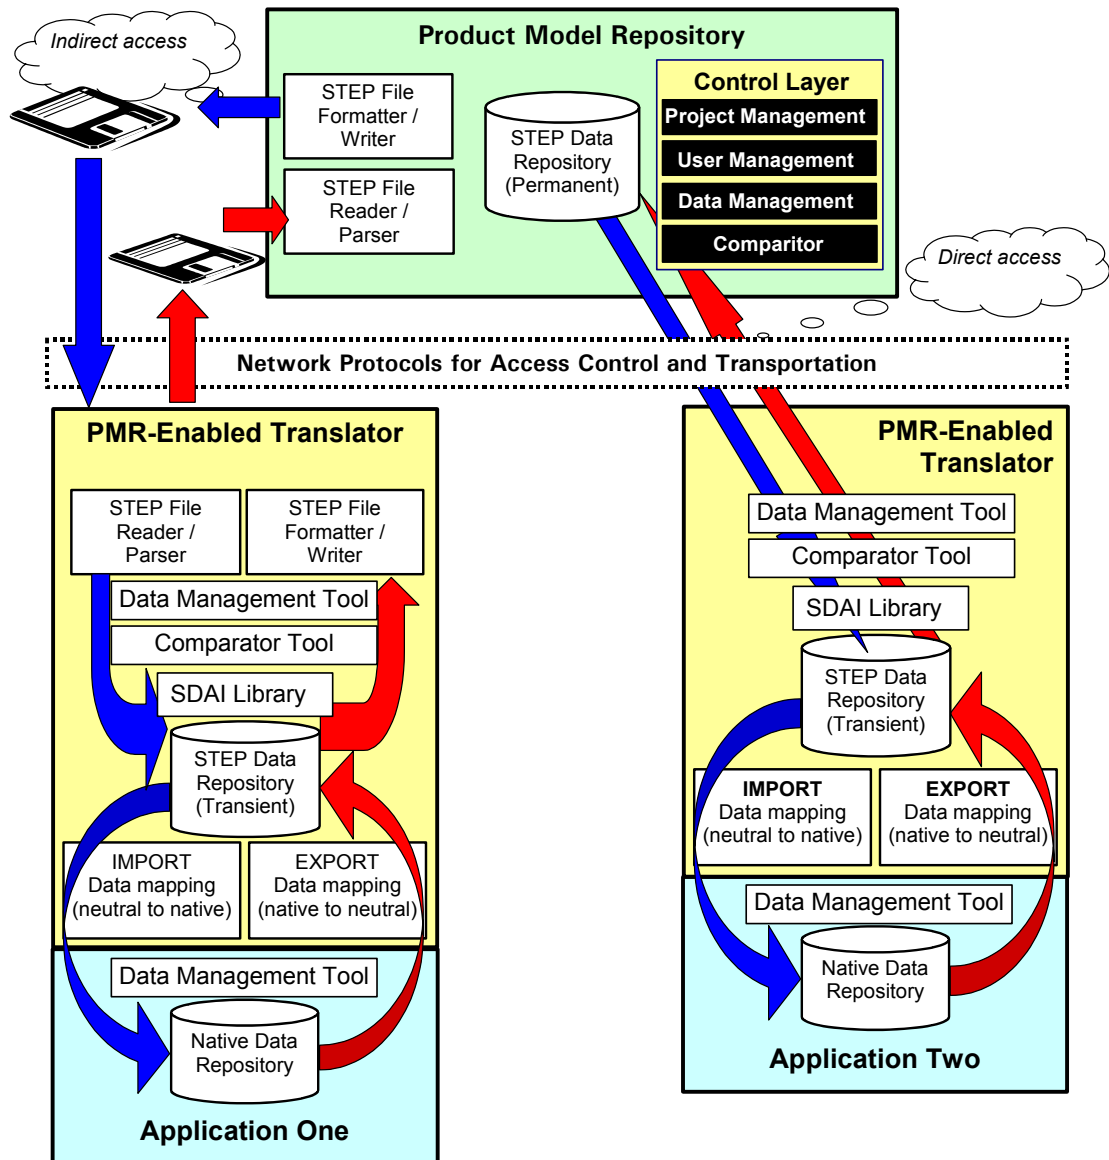 Indirect access
Product Model Repository
STEP File
Formatter /
Writer
STEP File
Reader /
Parser
STEP Data
Repository
(Permanent)
Control Layer
Project Management
User Management
Data Management
Comparitor
Direct access
Network Protocols for Access Control and Transportation
PMR-Enabled Translator
STEP File
Reader /
Parser
STEP File
Formatter /
Writer
Data Management Tool
Comparator Tool
SDAI Library
STEP Data
Repository
(Transient)
IMPORT
Data mapping
(neutral to native)
EXPORT
Data mapping
(native to neutral)
Data Management Tool
Native Data
Repository
Application One
PMR-Enabled
Translator
Data Management Tool
Comparator Tool
SDAI Library
STEP Data
Repository
(Transient)
IMPORT
Data mapping
(neutral to native)
EXPORT
Data mapping
(native to neutral)
Data Management Tool
Native Data
Repository
Application Two